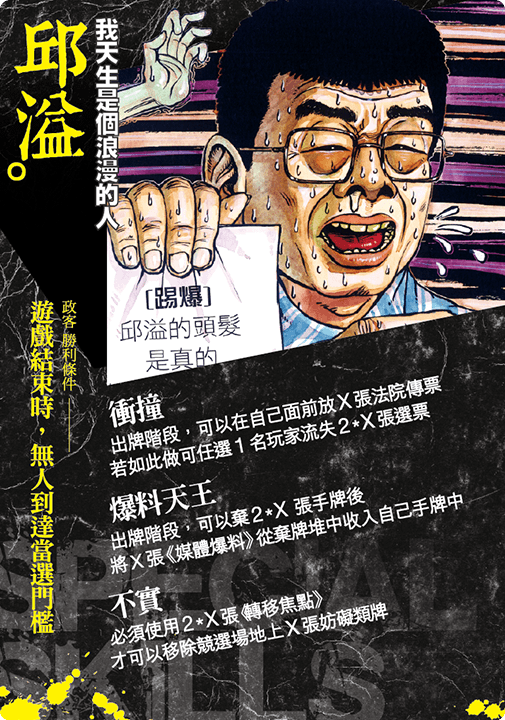 邱溢。
我天生是個浪漫的人
[踢爆]
邱溢的頭髮
是真的
政客 勝利條件
遊戲結束時，無人到達當選門檻
衝撞
出牌階段，可以在自己面前放X張法院傳票
若如此做可任選1名玩家流失2*X張選票
爆料天王
出牌階段，可以棄2*X 張手牌後
將X張《媒體爆料》從棄牌堆中收入自己手牌中
不實
必須使用2*X張《轉移焦點》
才可以移除競選場地上X張妨礙類牌
SPECIAL
SKILLS